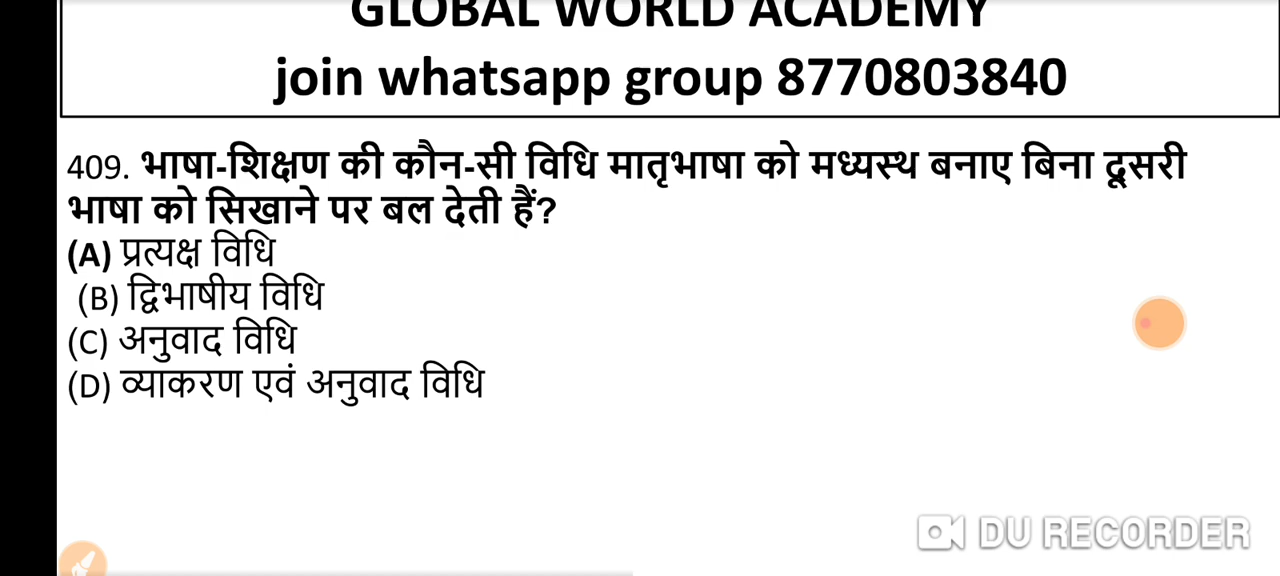 GLOBAL WORLD ACADEMY
join whatsapp group 8770803840
409. भाषा-शिक्षण की कौन-सी विधि मातृभाषा को मध्यस्थ बनाए बिना दूसरी
भाषा को सिखाने पर बल देती हैं?
(A) प्रत्यक्ष विधि
(B) द्विभाषीय विधि
(C) अनुवाद विधि
(D) व्याकरण एवं अनुवाद विधि
DU RECORDER